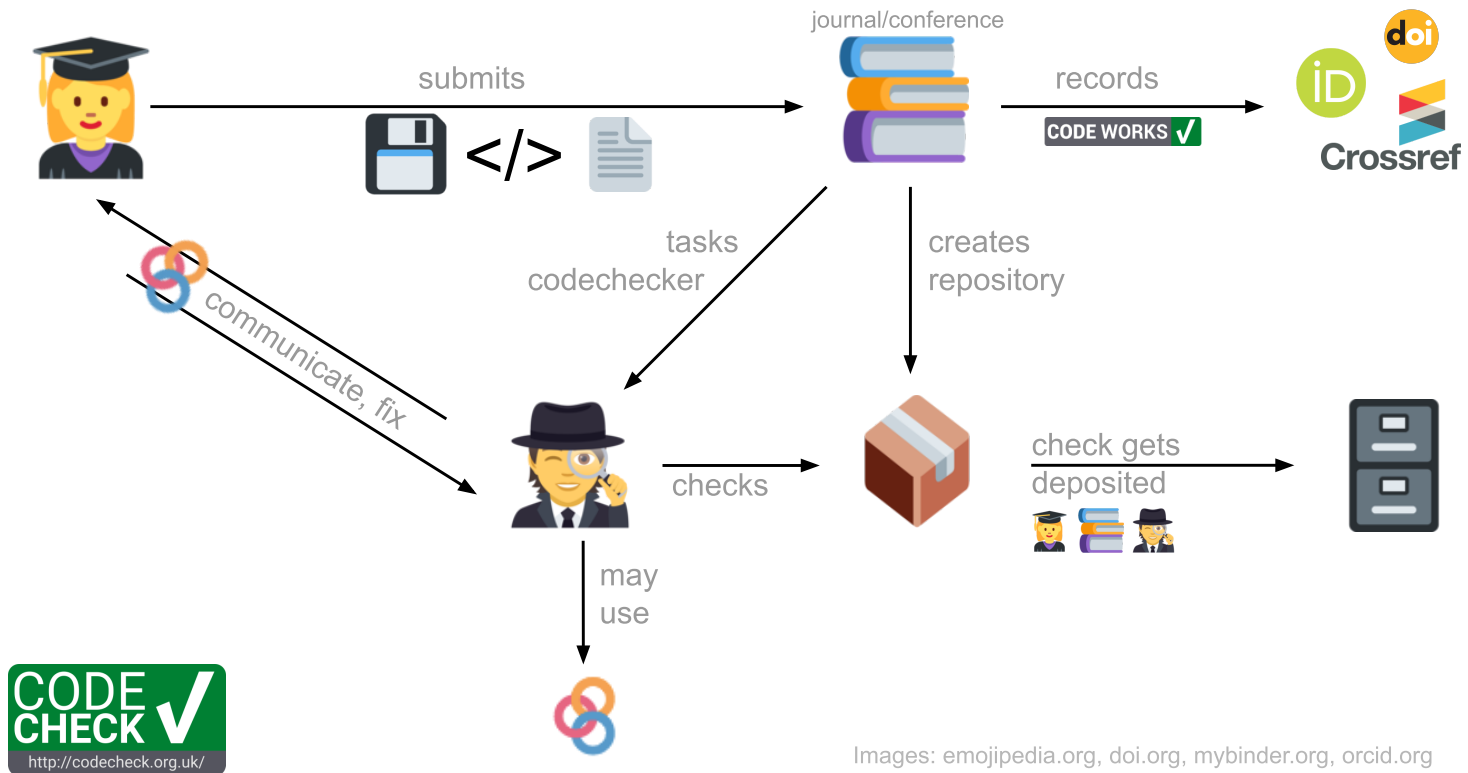 journal/conference
doi
submits
records
iD
</>
CODE WORKS
Crossref
tasks
codechecker
creates
repository
communicate, fix
checks
check gets
deposited
may
use
CODE
CHECK
http://codecheck.org.uk/
Images: emojipedia.org, doi.org, mybinder.org, orcid.org